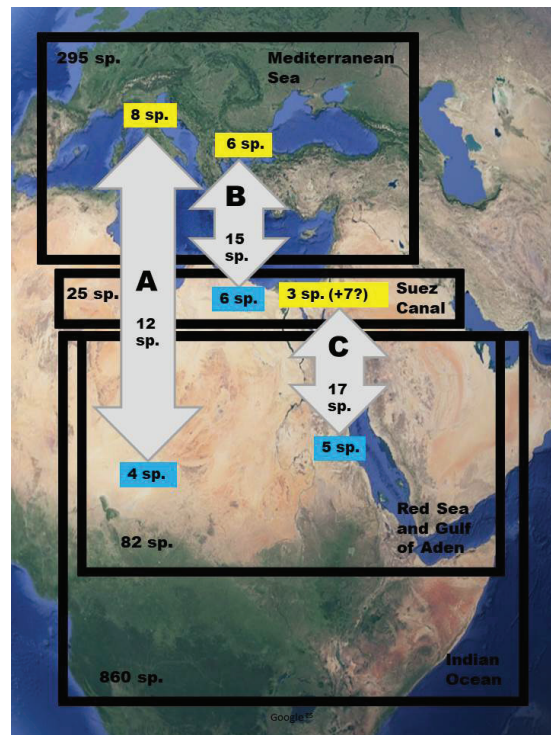 295 sp.
Mediterranean
Sea
8 sp.
6 sp.
B
15
sp.
A
12
sp.
25 sp.
6 sp.
3 sp. (+7?)
Suez
Canal
C
17
sp.
4 sp.
5 sp.
Red Sea
and Gulf
of Aden
82 sp.
860 sp.
Indian
Ocean
Google